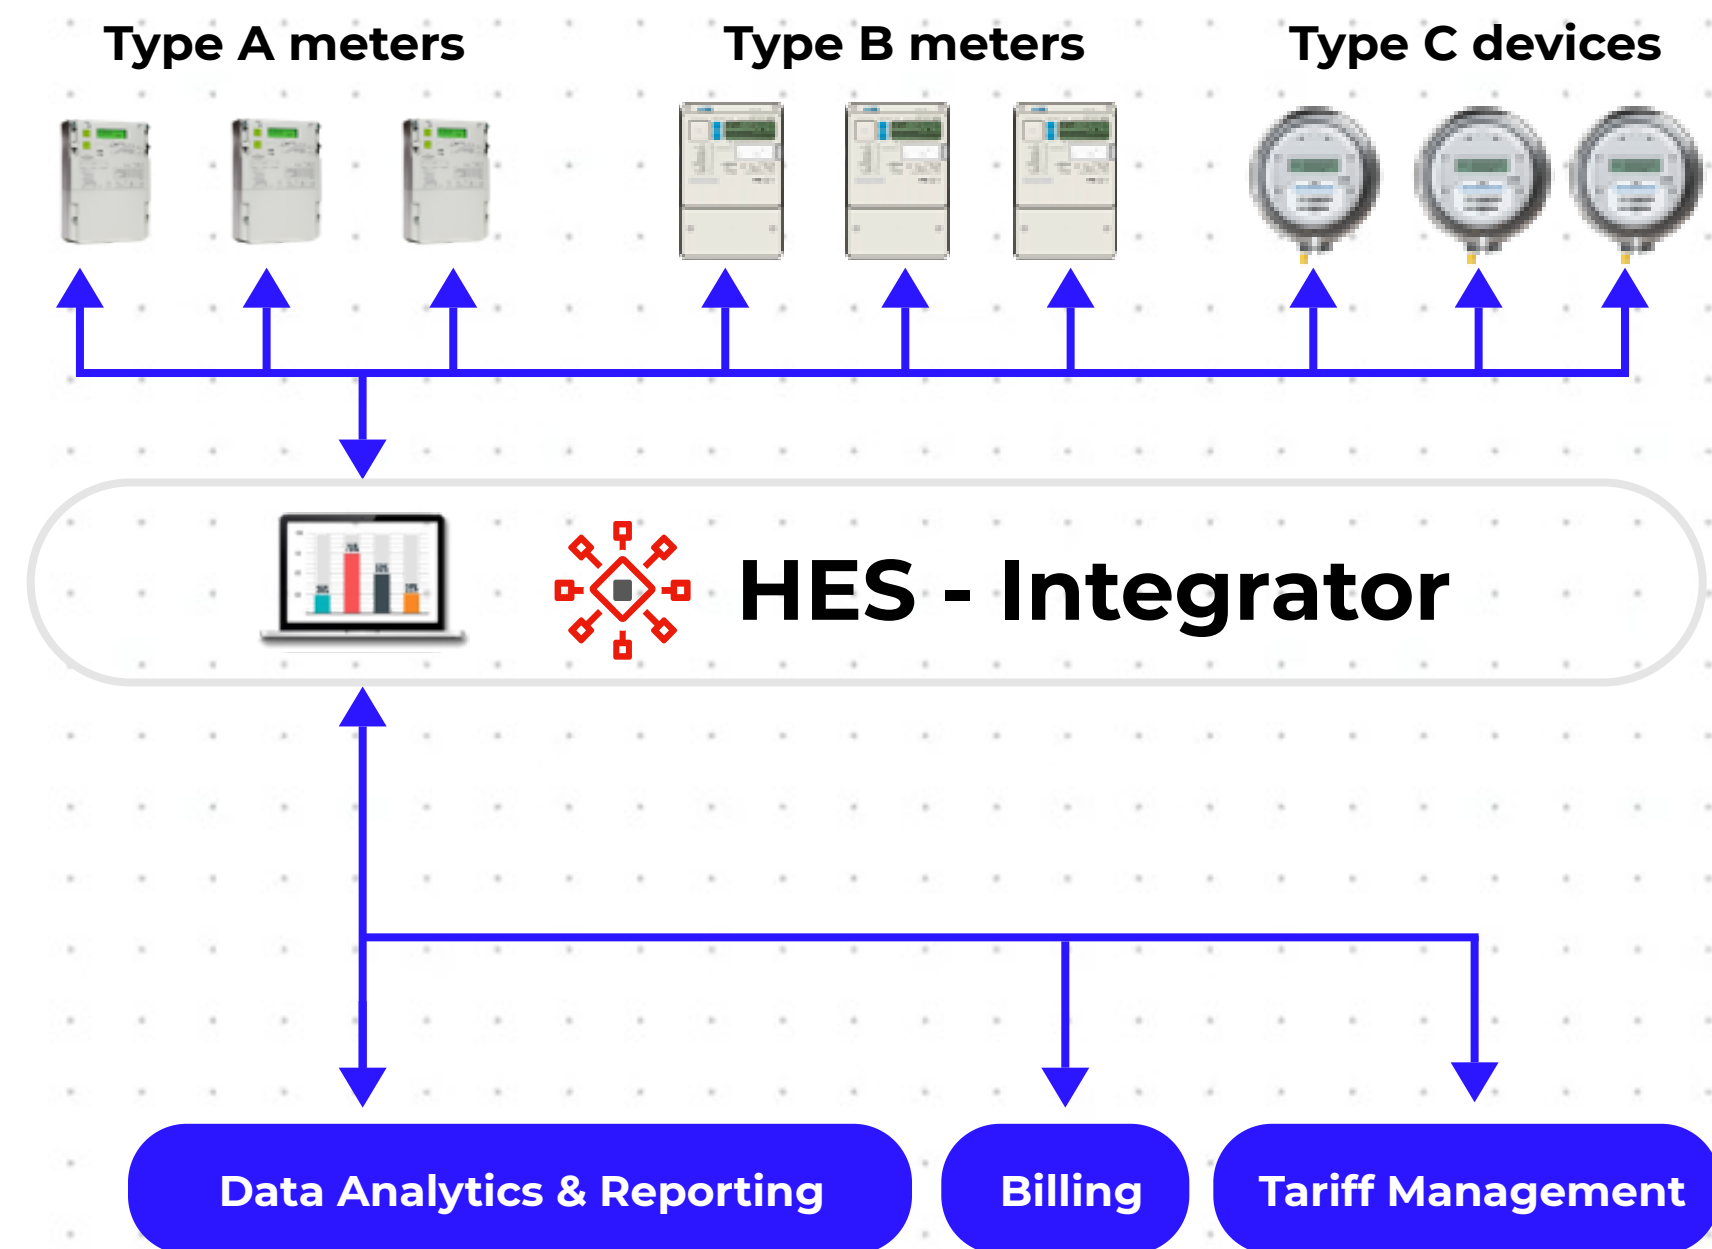 Type A meters
Type B meters
Type C devices
HES - Integrator
Data Analytics & Reporting
Billing
Tariff Management